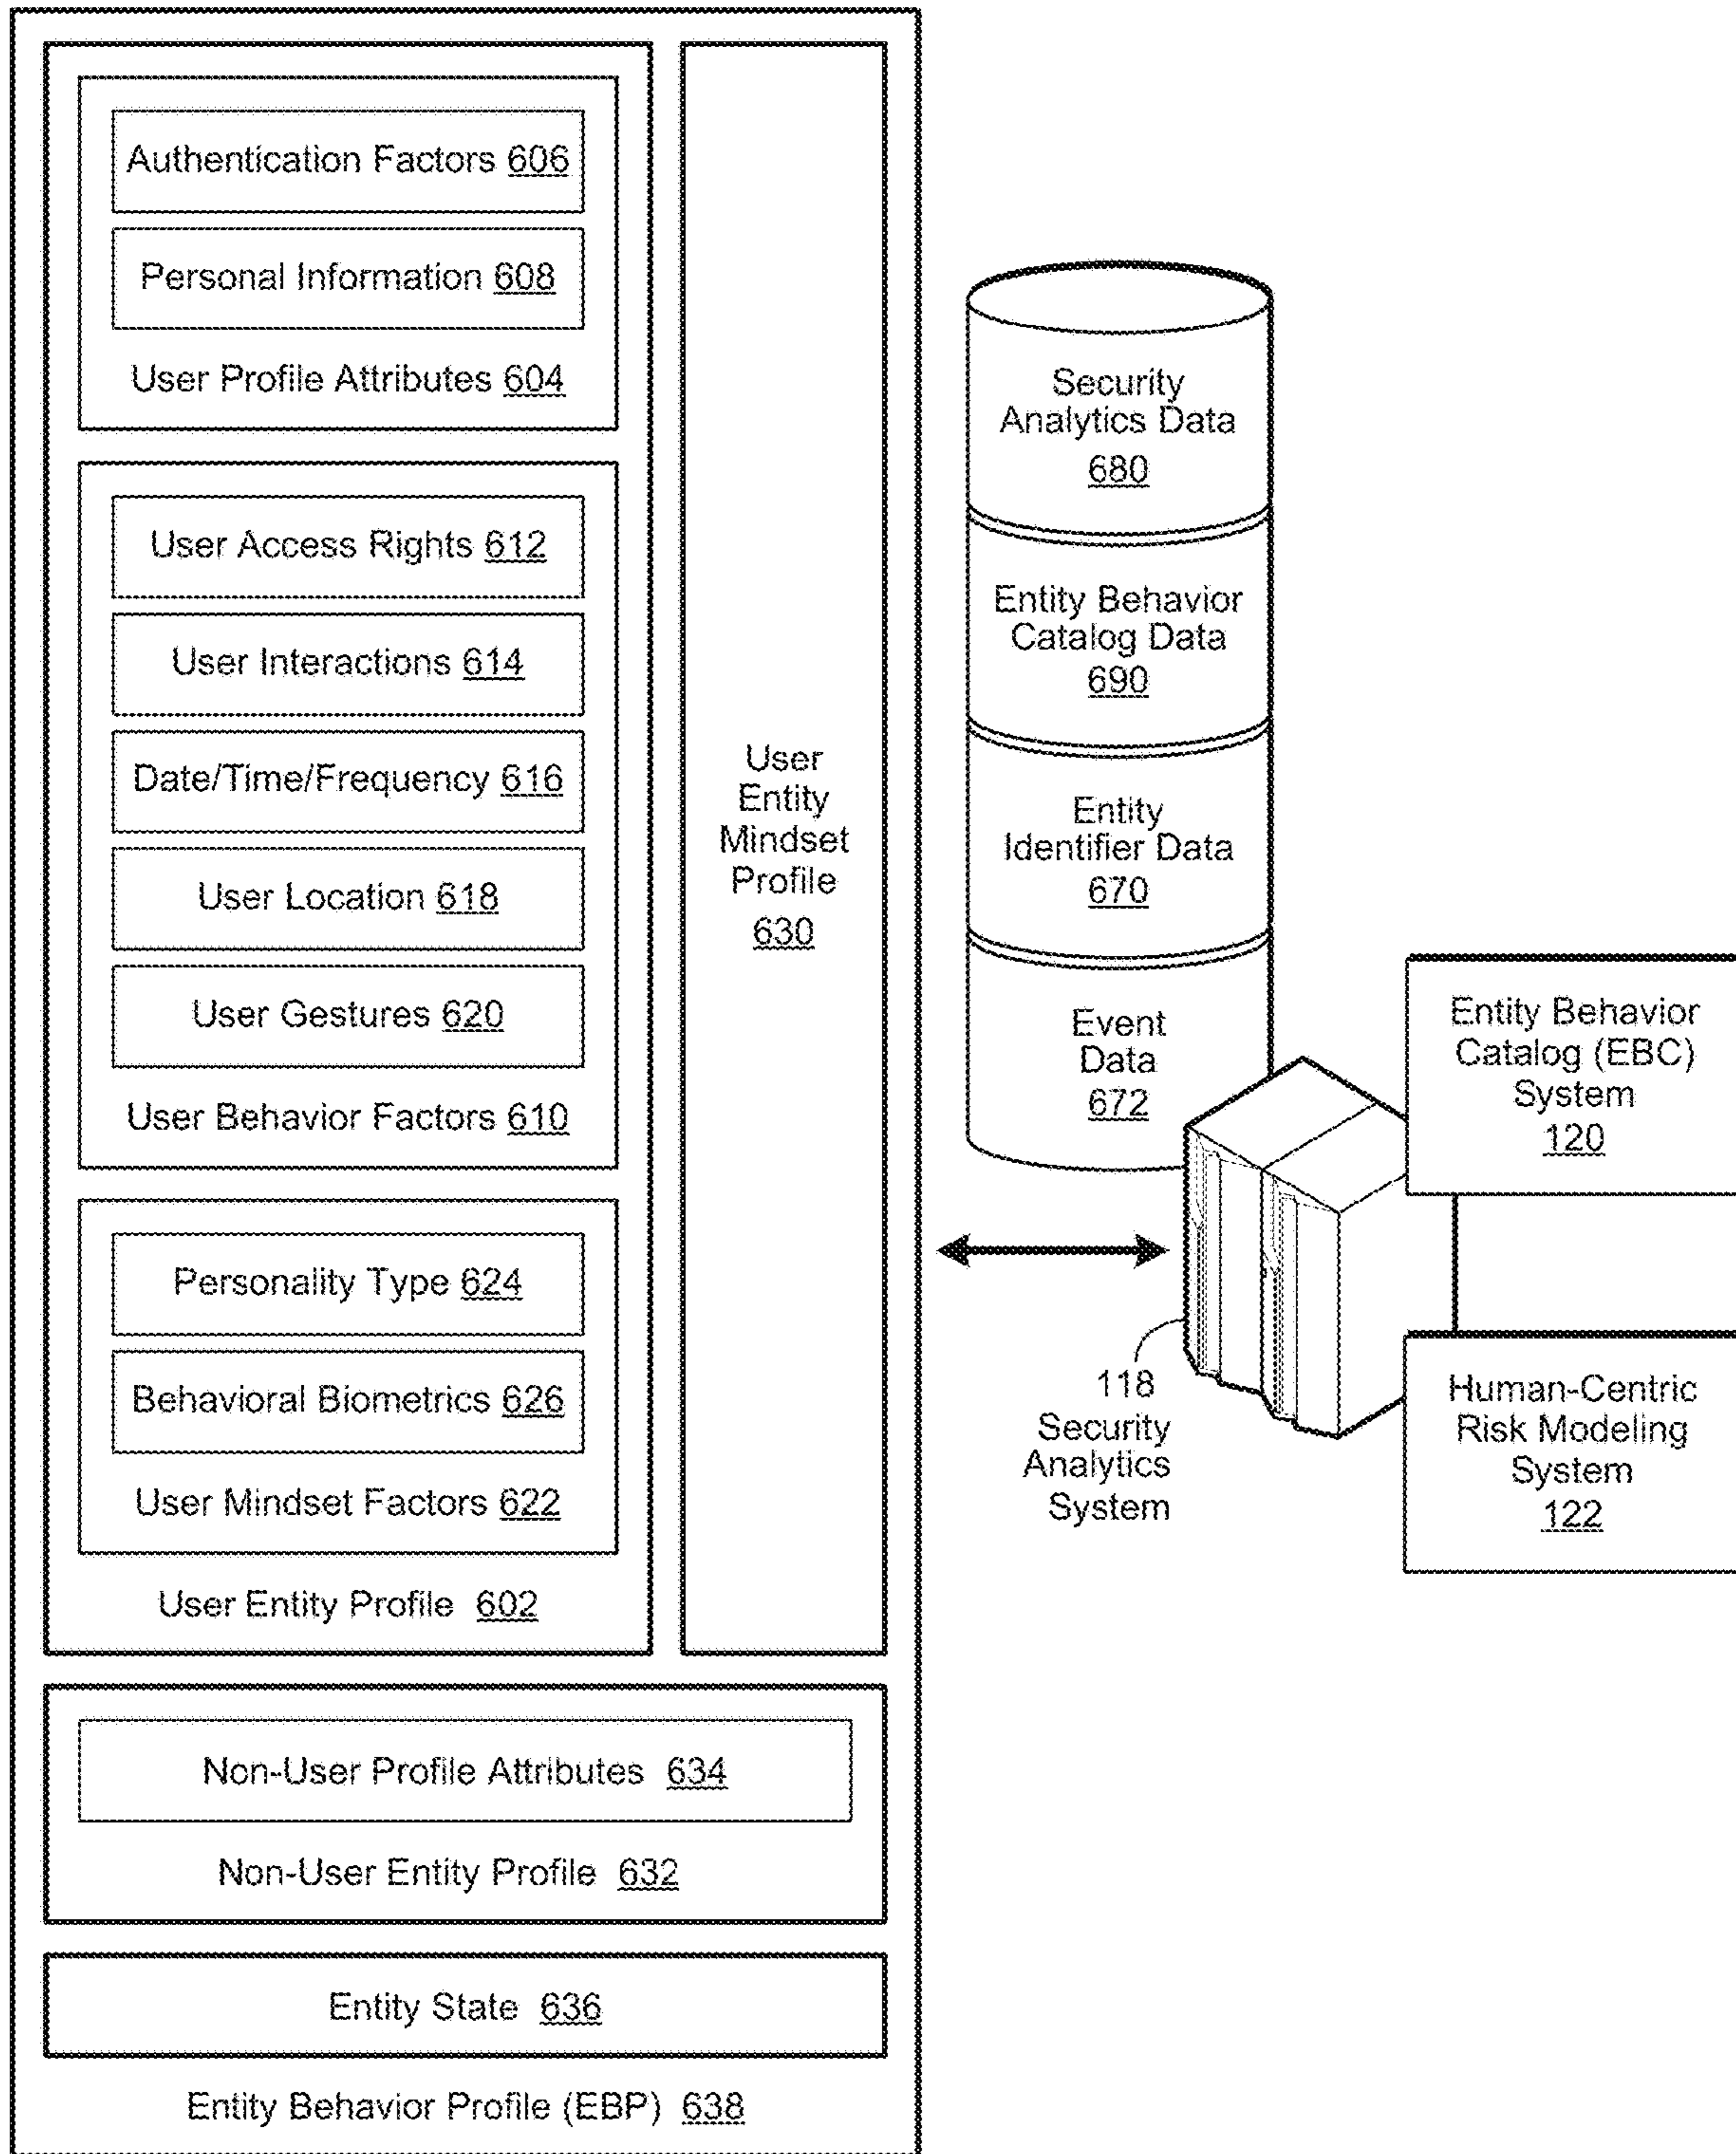 Authentication Factors 606
Personal Information 608
User Profile Attributes 604
User Access Rights 612
User Interactions 614
Date/Time/Frequency 616
User Location 618
User Gestures 620
User Behavior Factors 610
Personality Type 624
Behavioral Biometrics 626
User Mindset Factors 622
User Entity Profile 602
User
Entity
Mindset
Profile
630
Non-User Profile Attributes 634
Non-User Entity Profile 632
Entity State 636
Entity Behavior Profile (EBP) 638
Security
Analytics Data
680
Entity Behavior
Catalog Data
690
Entity
Identifier Data
670
Event
Data
672
118
Security
Analytics
System
Entity Behavior
Catalog (EBC)
System
120
Human-Centric
Risk Modeling
System
122